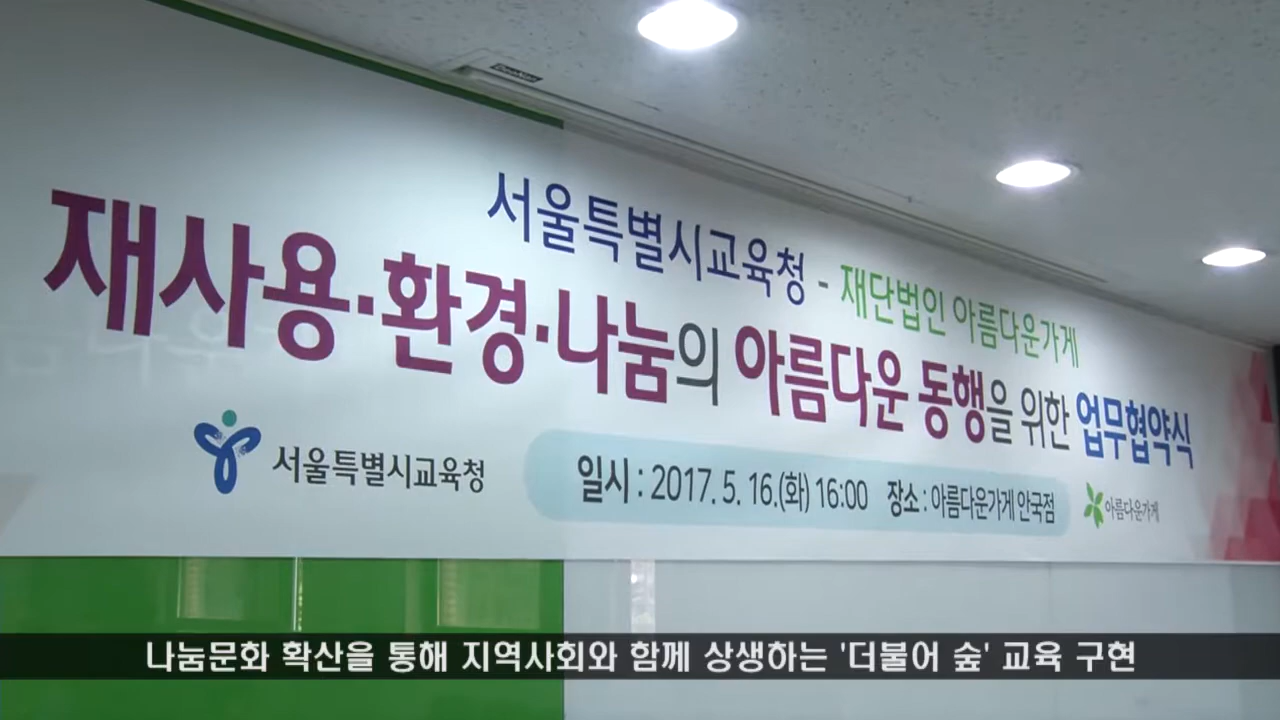 서울특별시교육청 - 재단법인 아름다운가게
재사용·환경·나눔의 아름다운 동행을 위한 업무협약식
서울특별시교육청
일시 : 2017. 5. 16.(화) 16:00 장소 : 아름다운가게 안국점
아름다운가게
나눔문화 확산을 통해 지역사회와 함께 상생하는 '더불어 숲' 교육 구현